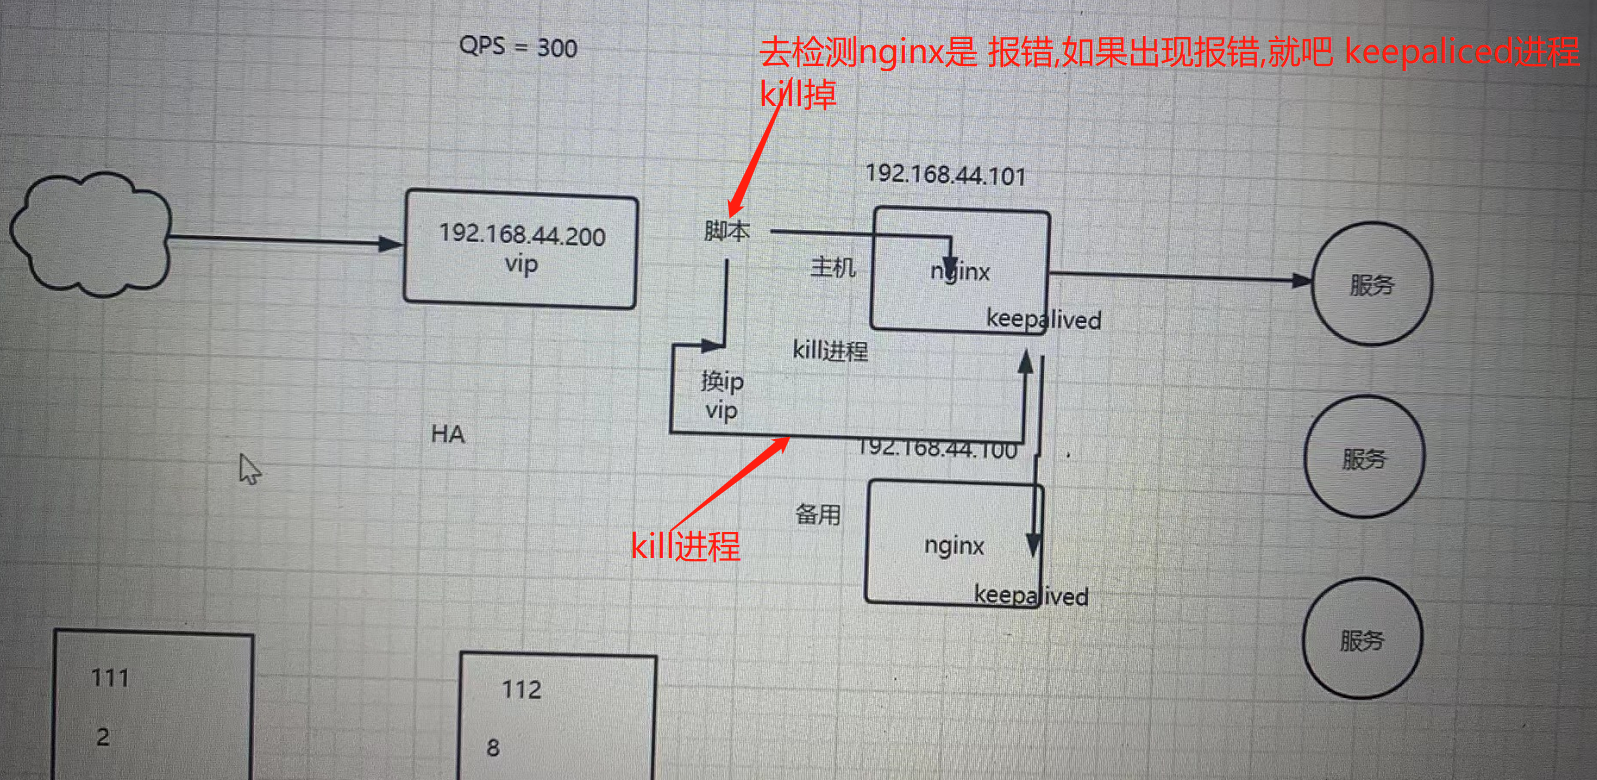 QPS = 300
去检测nginx是 报错,如果出现报错,就吧 keepaliced进程
kill掉
192.168.44.101
192.168.44.200
vip
脚本
主机
nginx
keepalived
服务
kill进程
换ip
vip
HA
192.168.44.100
服务
kill进程
备用
nginx
keepalived
服务
111
2
112
8